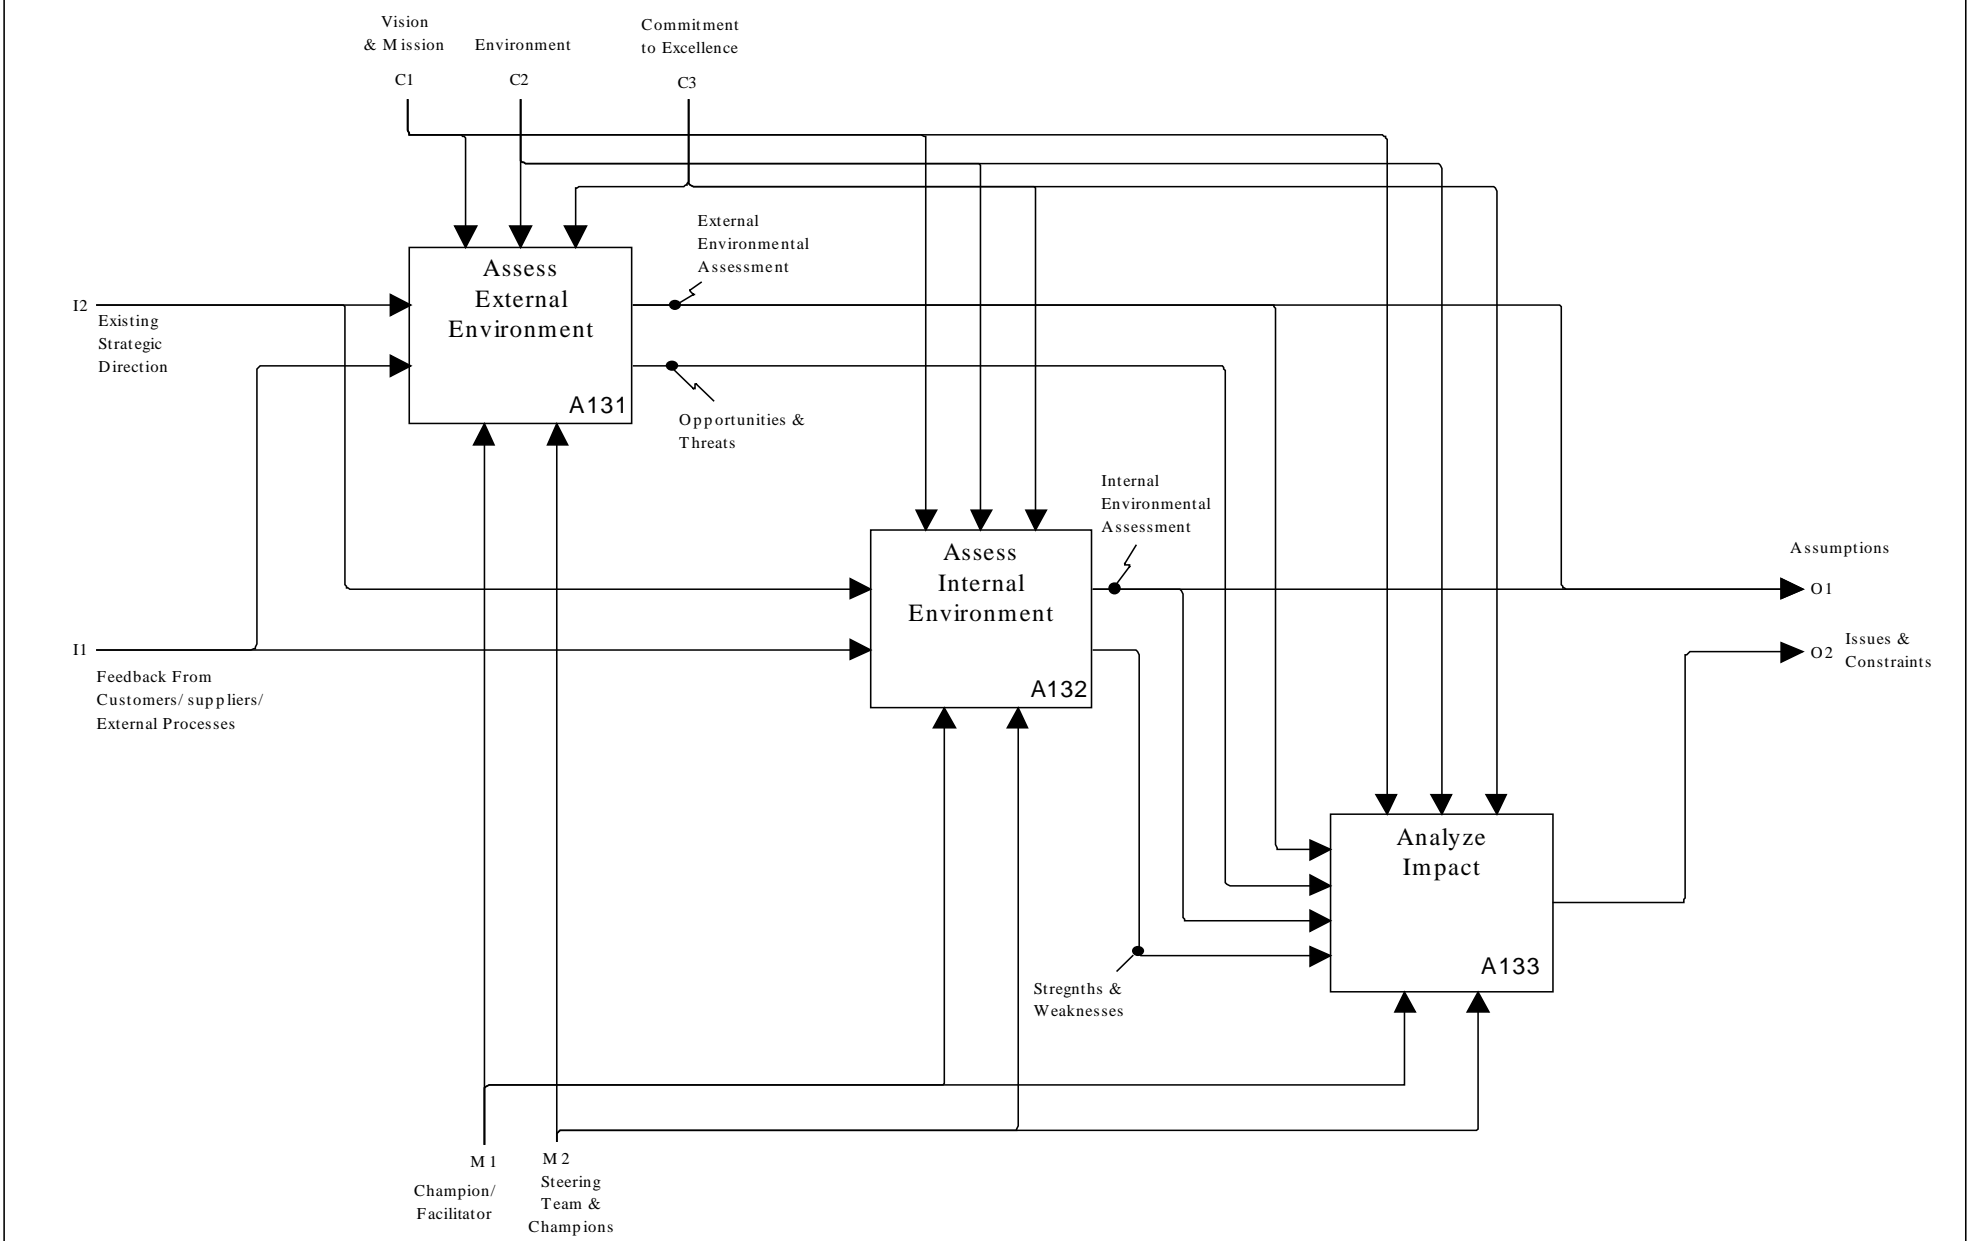 Vision
& Mission
C1
Environment
C2
Commitment
to Excellence
C3
External
Environmental
Assessment
Assess
External
Environment
A131
I2
Existing
Strategic
Direction
Opportunities &
Threats
Internal
Environmental
Assessment
Assess
Internal
Environment
A132
Assumptions
O1
O2
Issues &
Constraints
I1
Feedback From
Customers/ suppliers/
External Processes
Analyze
Impact
A133
Stregnths &
Weaknesses
M 1
Champion/
Facilitator
M 2
Steering
Team &
Champions